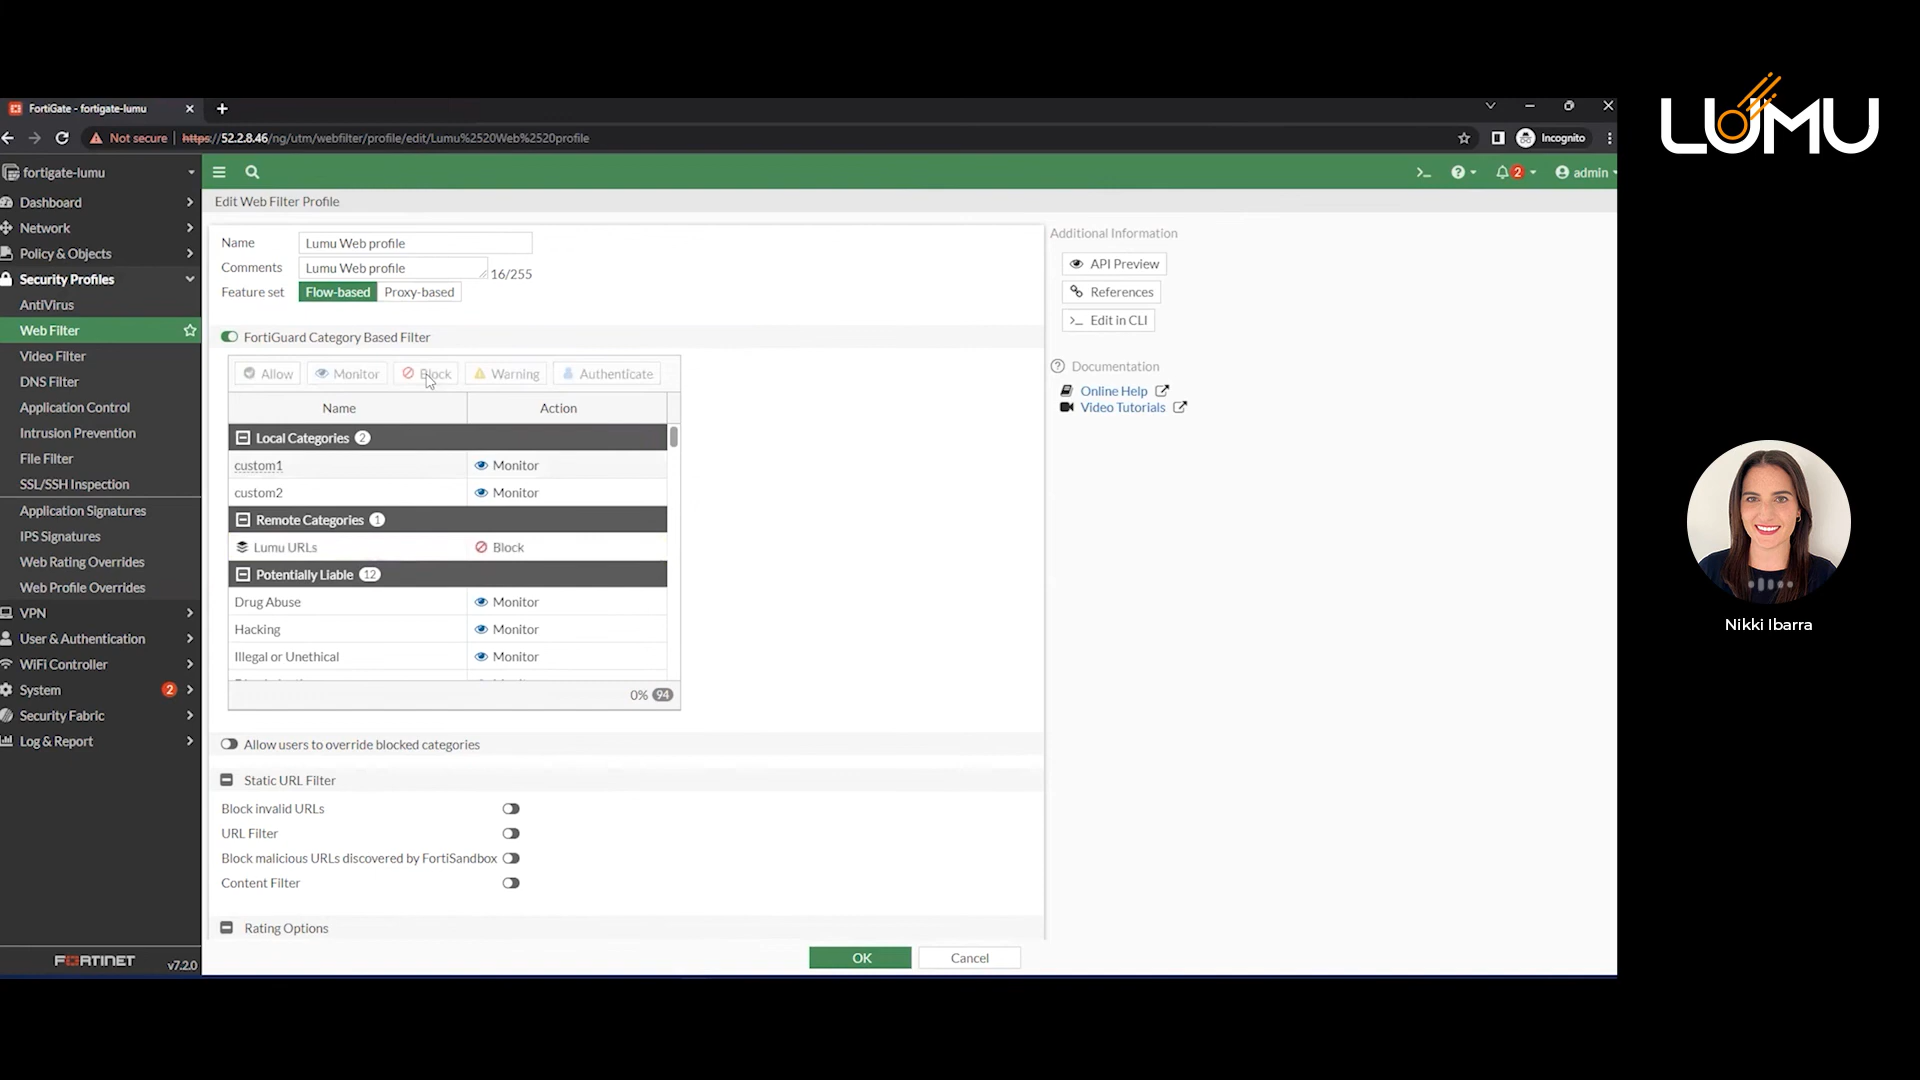 FortiGate - fortigate-lumu
Not secure https://52.2.8.46/ng/utm/webfilter/profile/edit/Lumu%2520Web%2520profile
Incognito
LUMU
fortigate-lumu
admin
2
Dashboard
Network
Policy & Objects
Security Profiles
AntiVirus
Web Filter
Video Filter
DNS Filter
Application Control
Intrusion Prevention
File Filter
SSL/SSH Inspection
Application Signatures
IPS Signatures
Web Rating Overrides
Web Profile Overrides
VPN
User & Authentication
WiFi Controller
System 2
Security Fabric
Log & Report
FORTINET v7.2.0
Edit Web Filter Profile
Name Lumu Web profile
Comments Lumu Web profile 16/255
Feature set Flow-based Proxy-based
FortiGuard Category Based Filter
Allow Monitor Block Warning Authenticate
Name Action
Local Categories 2
custom1 Monitor
custom2 Monitor
Remote Categories 1
Lumu URLs Block
Potentially Liable 12
Drug Abuse Monitor
Hacking Monitor
Illegal or Unethical Monitor
0% 94
Allow users to override blocked categories
Static URL Filter
Block invalid URLs
URL Filter
Block malicious URLs discovered by FortiSandbox
Content Filter
Rating Options
OK Cancel
Additional Information
API Preview
References
>_ Edit in CLI
Documentation
Online Help
Video Tutorials
Nikki Ibarra